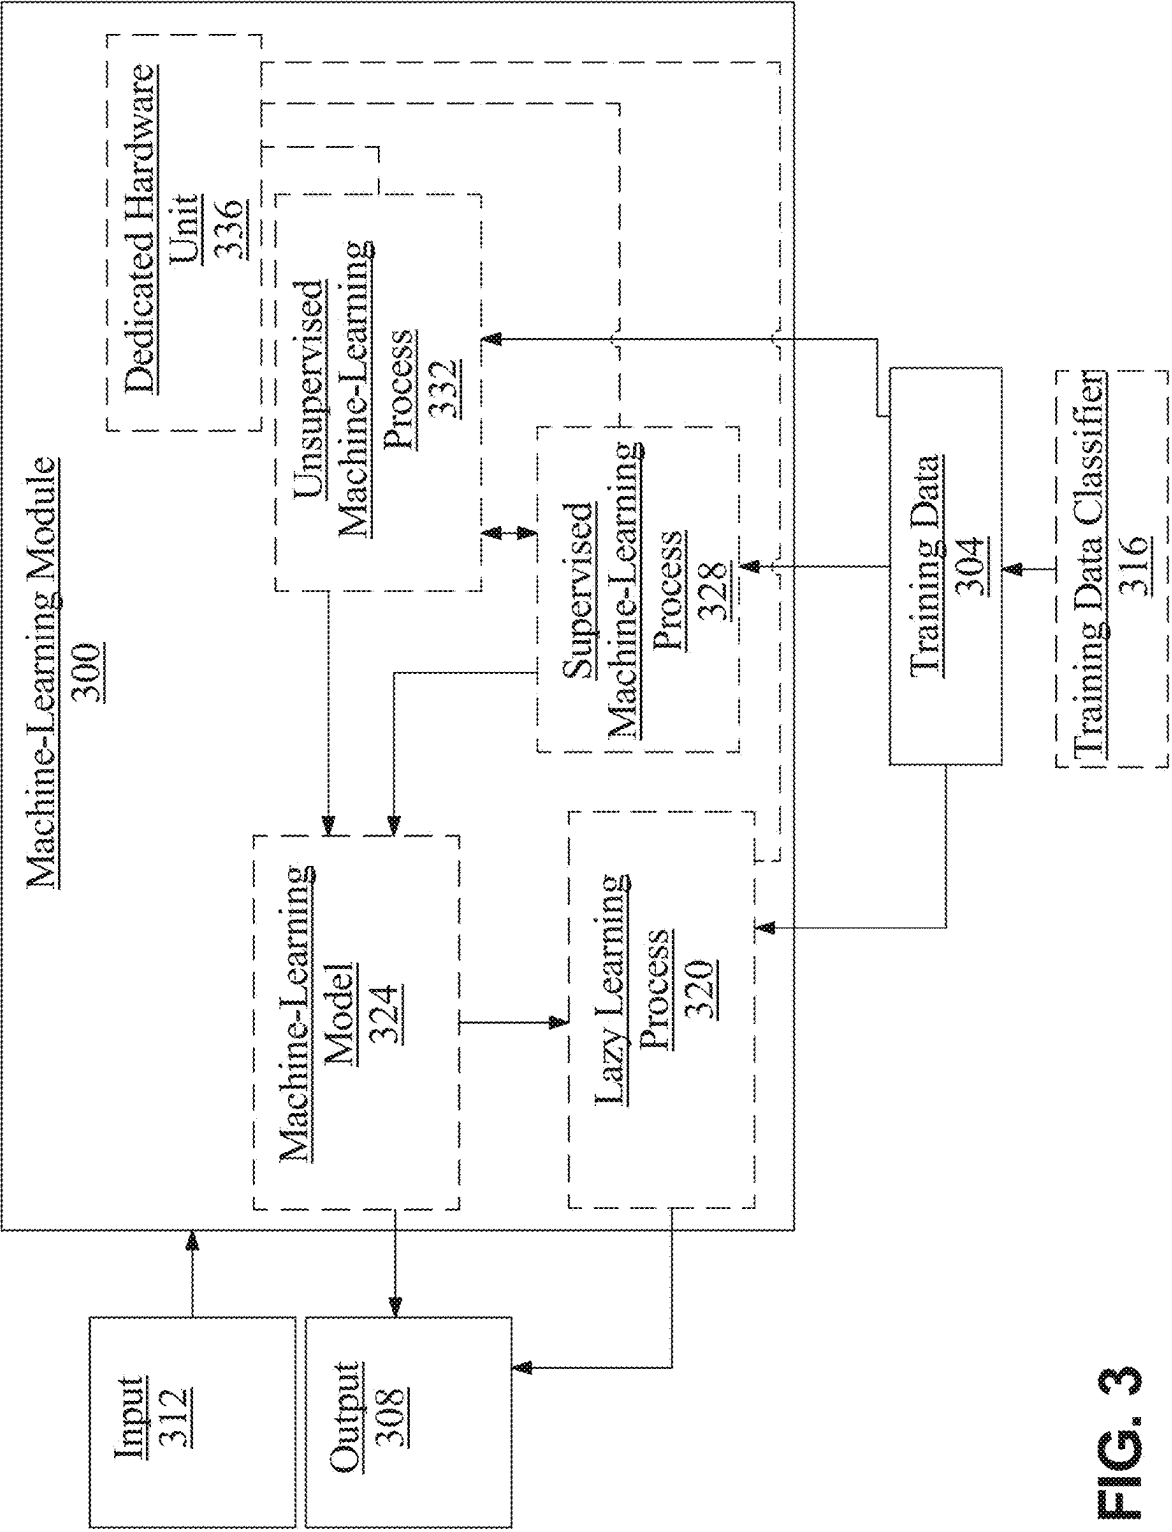 Machine-Learning Module
300
Dedicated Hardware
Unit
336
Unsupervised
Machine-Learning
Process
332
Supervised
Machine-Learning
Process
328
Machine-Learning
Model
324
Lazy Learning
Process
320
Input
312
Output
308
Training Data
304
Training Data Classifier
316
FIG. 3